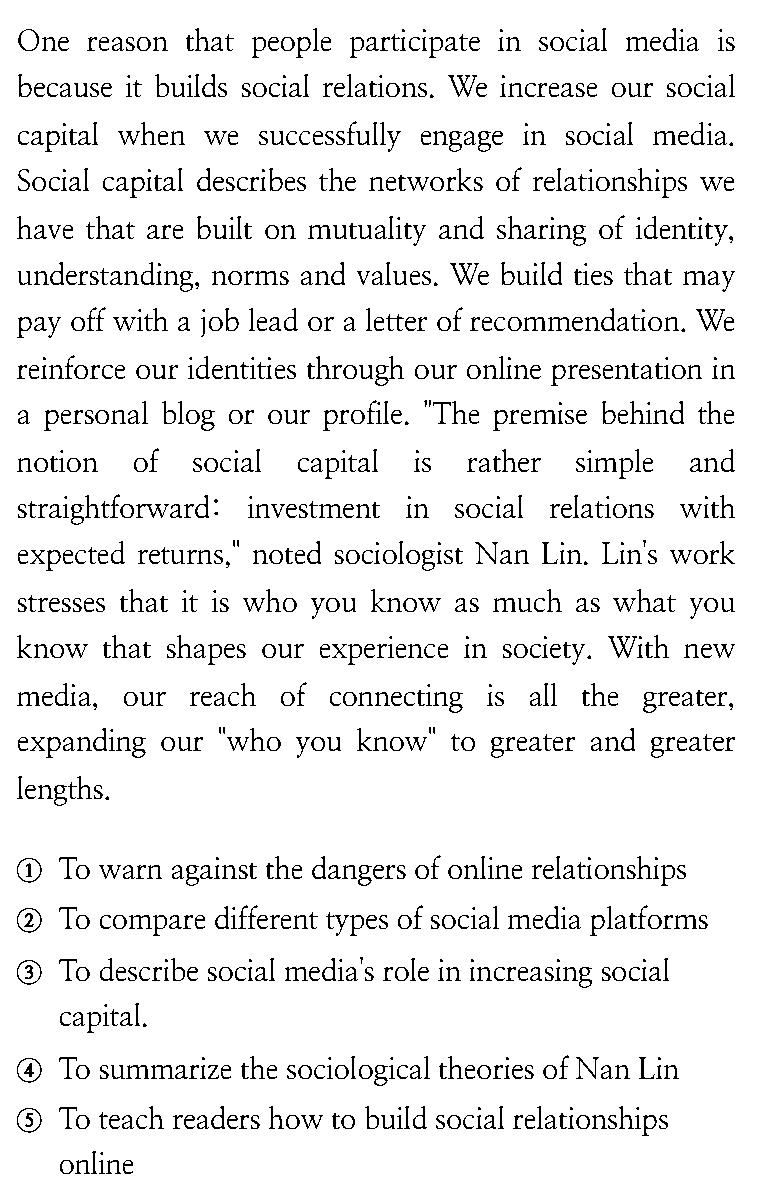 One reason that people participate in social media is
because it builds social relations. We increase our social
capital when we successfully engage in social media.
Social capital describes the networks of relationships we
have that are built on mutuality and sharing of identity,
understanding, norms and values. We build ties that may
pay off with a job lead or a letter of recommendation. We
reinforce our identities through our online presentation in
a personal blog or our profile. "The premise behind the
notion of social capital is rather simple and
straightforward: investment in social relations with
expected returns," noted sociologist Nan Lin. Lin's work
stresses that it is who you know as much as what you
know that shapes our experience in society. With new
media, our reach of connecting is all the greater,
expanding our "who you know" to greater and greater
lengths.
① To warn against the dangers of online relationships
② To compare different types of social media platforms
③ To describe social media's role in increasing social
capital.
④ To summarize the sociological theories of Nan Lin
⑤ To teach readers how to build social relationships
online